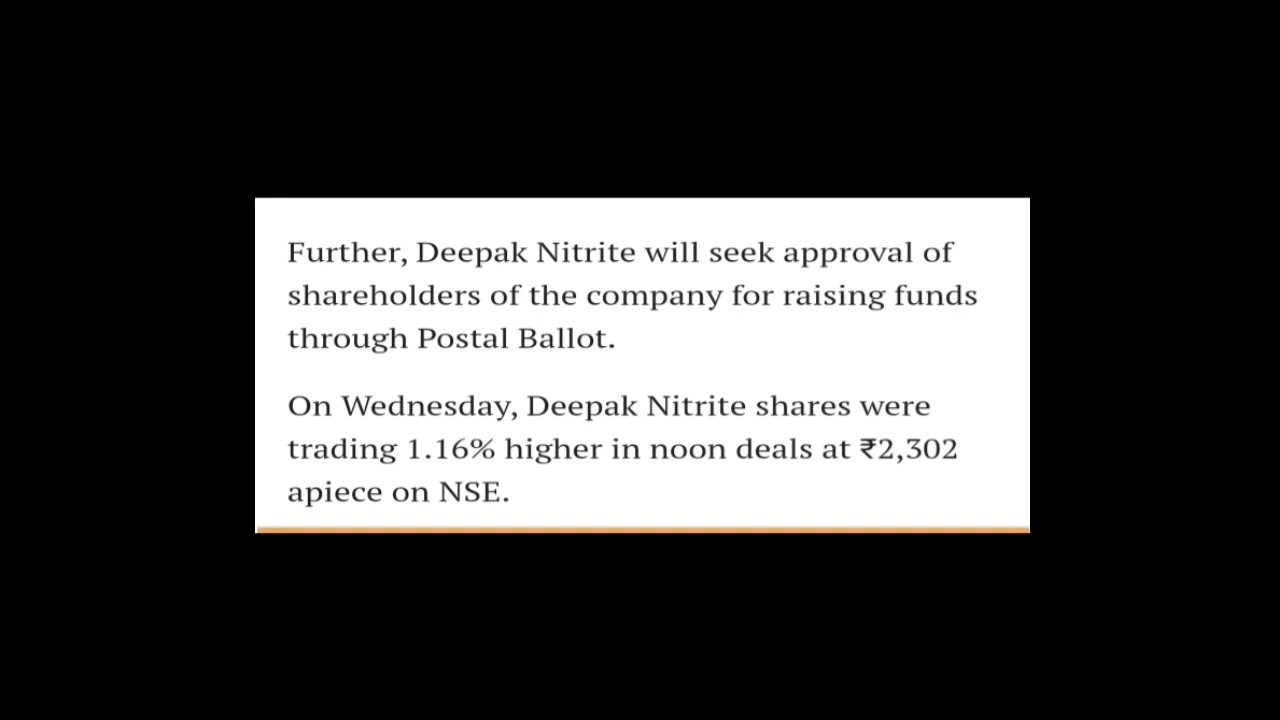 Further, Deepak Nitrite will seek approval of
shareholders of the company for raising funds
through Postal Ballot.
On Wednesday, Deepak Nitrite shares were
trading 1.16% higher in noon deals at ₹2,302
apiece on NSE.